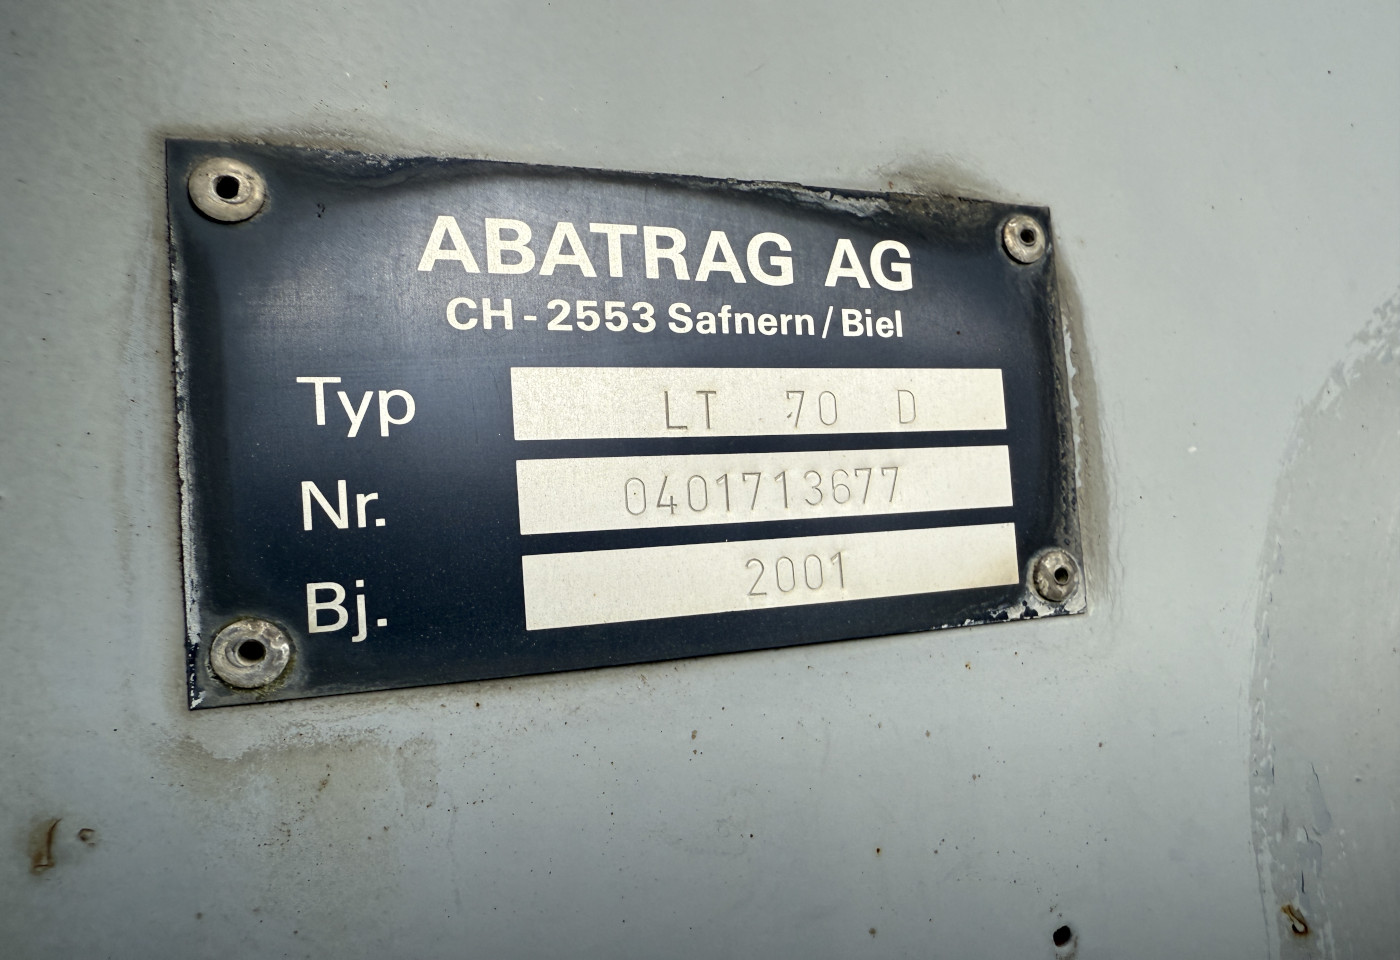 ABATRAG AG
CH-2553 Safnern/Biel
Typ LT 70 D
Nr. 0401713677
Bj. 2001